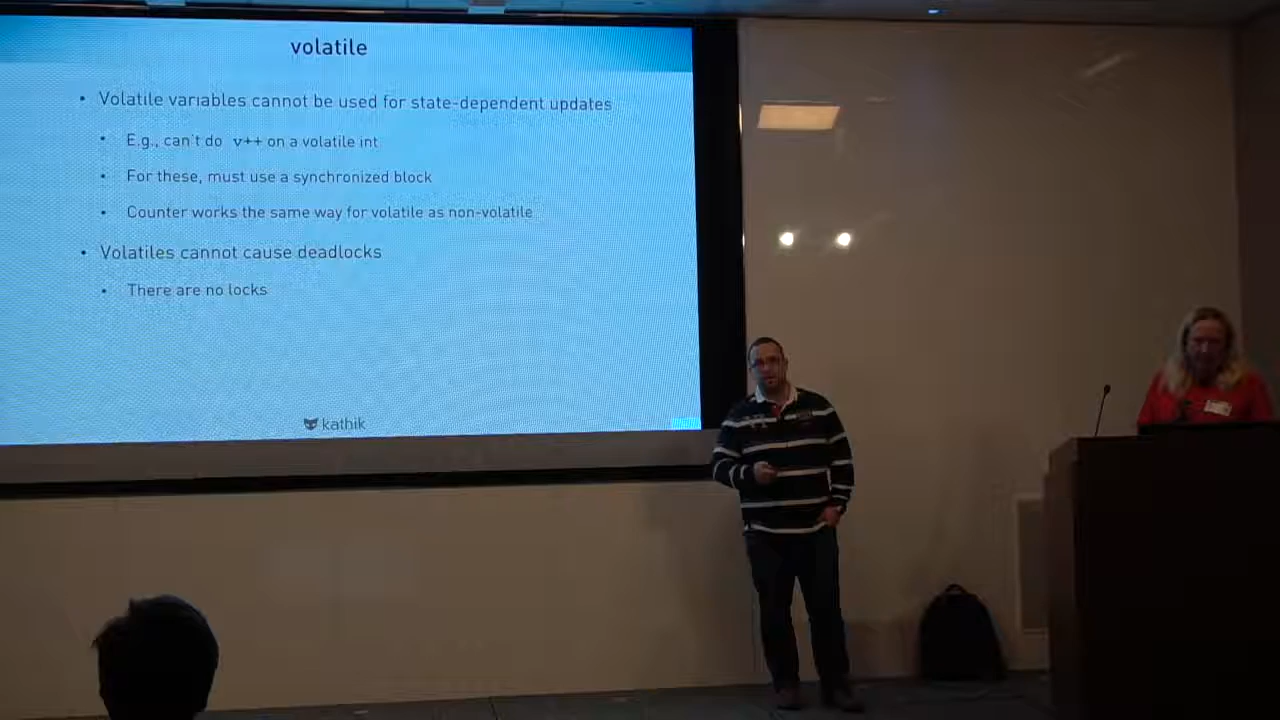 volatile
• Volatile variables cannot be used for state-dependent updates
• E.g., can't do v++ on a volatile int
• For these, must use a synchronized block
• Counter works the same way for volatile as non-volatile
• Volatiles cannot cause deadlocks
• There are no locks
kathik